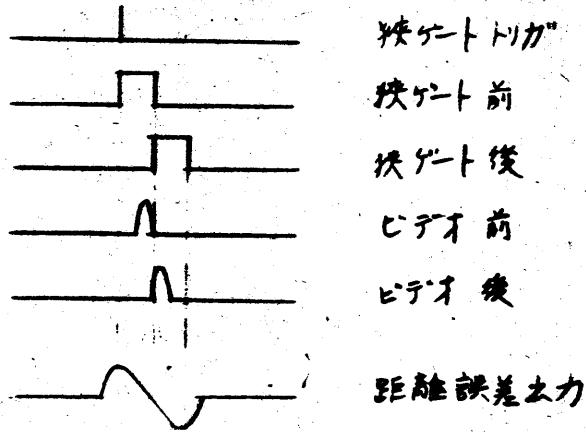 狭ゲートトリガ
狭ゲート前
狭ゲート後
ビデオ前
ビデオ後
距離誤差出力